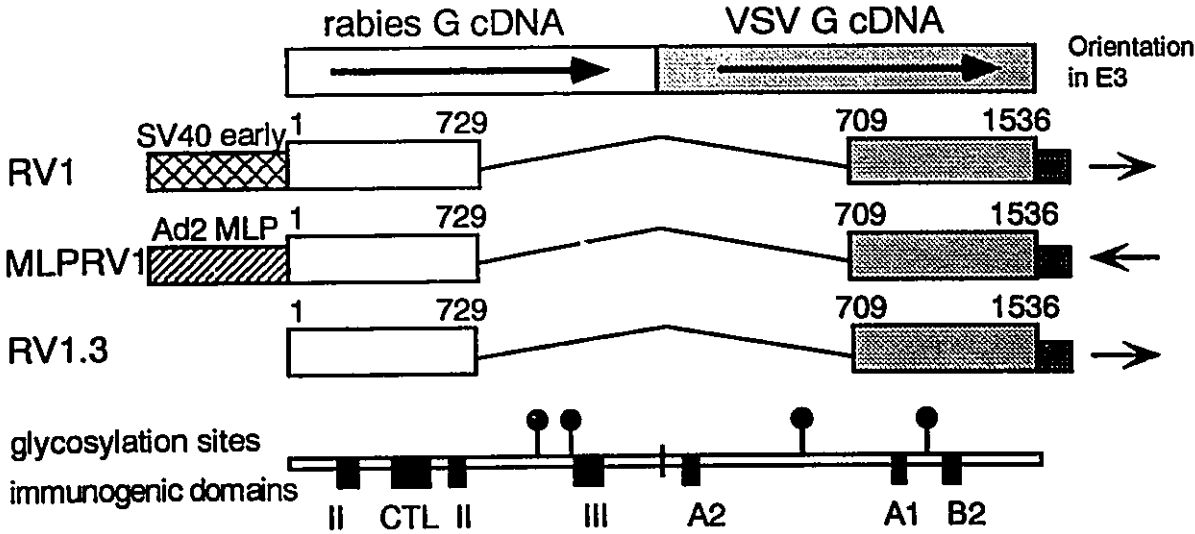 rabies G cDNA VSV G cDNA
Orientation
in E3
SV40 early 1 729 709 1536
RV1
Ad2 MLP 1 729 709 1536
MLPRV1
1 729 709 1536
RV1.3
glycosylation sites
immunogenic domains
II CTL II III A2 A1 B2